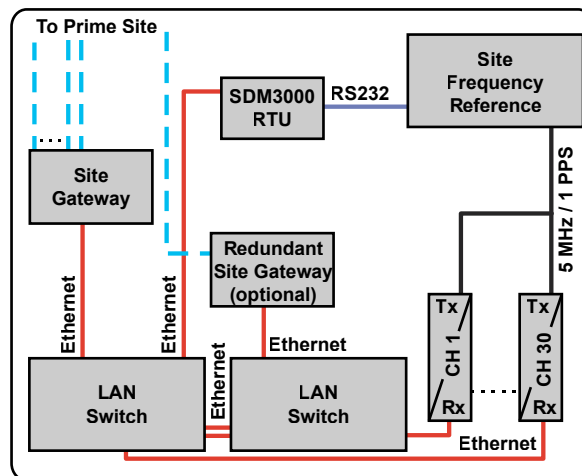 To Prime Site
Site
Frequency
Reference
SDM3000
RTU
RS232
Site
Gateway
5 MHz / 1 PPS
Redundant
Site Gateway
(optional)
Ethernet
Ethernet
Ethernet
Ethernet
Tx
CH 1
Rx
Tx
CH 30
Rx
LAN
Switch
LAN
Switch
Ethernet